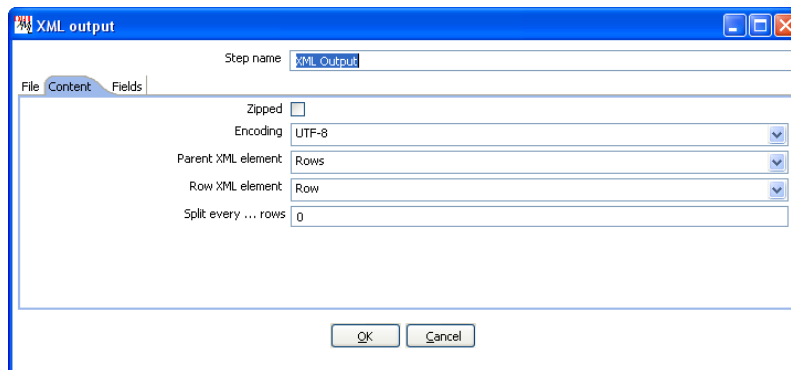 XML output
Step name XML Output
File Content Fields
Zipped
Encoding UTF-8
Parent XML element Rows
Row XML element Row
Split every ... rows 0
OK Cancel